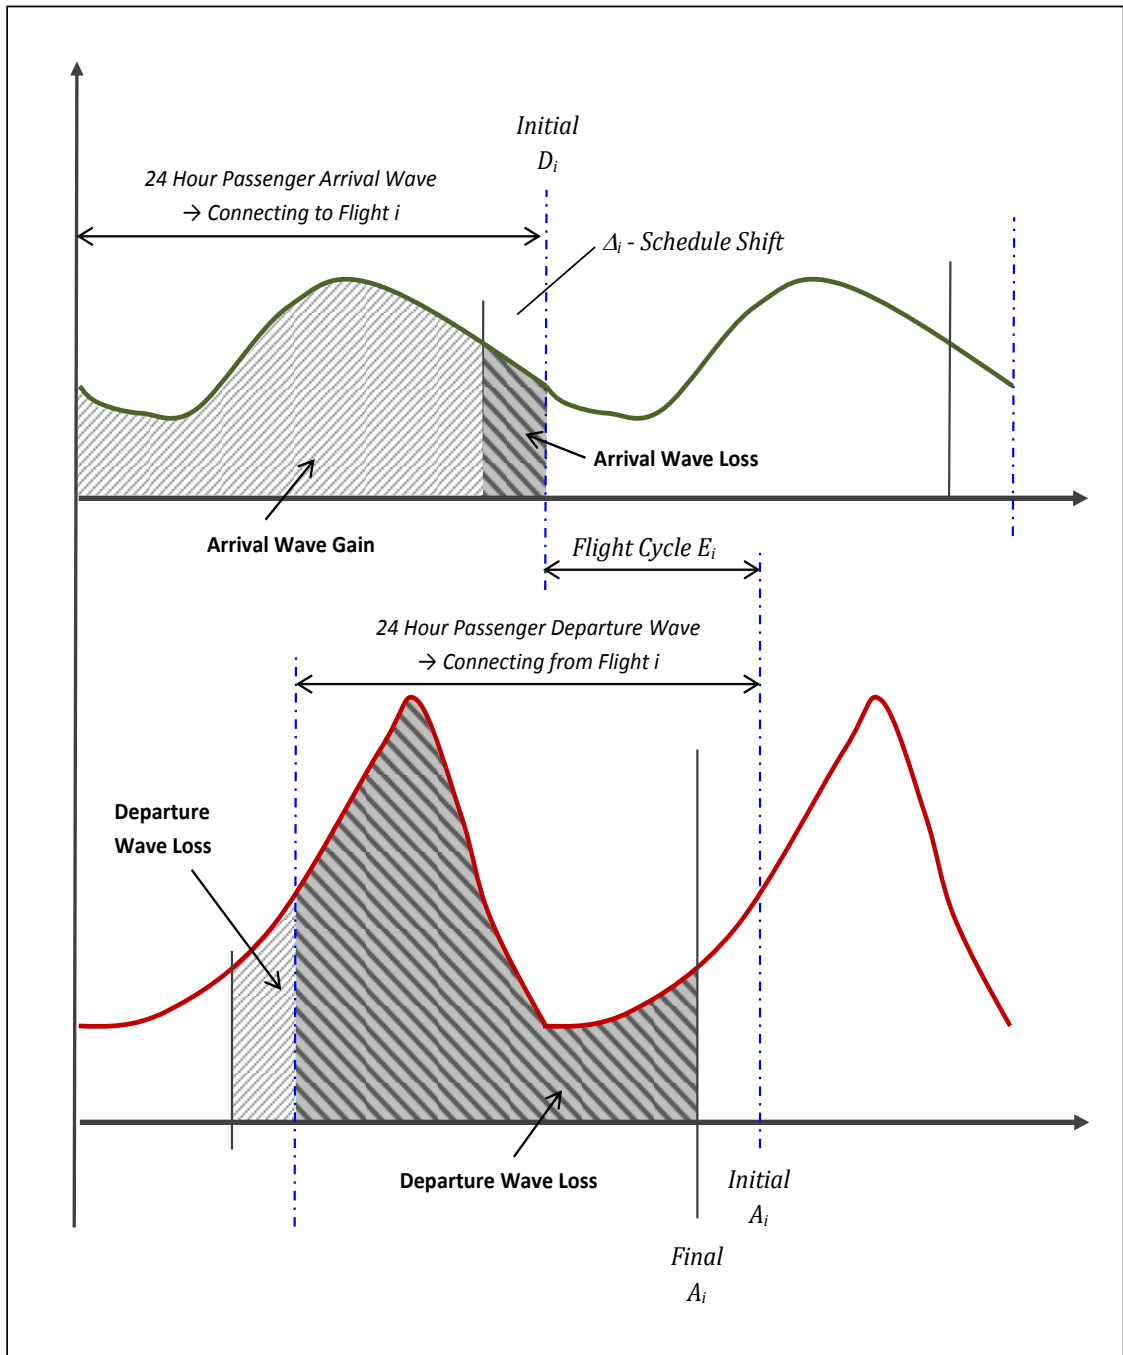 Initial
Di
24 Hour Passenger Arrival Wave
→ Connecting to Flight i
Δi - Schedule Shift
Arrival Wave Loss
Arrival Wave Gain
Flight Cycle Ei
24 Hour Passenger Departure Wave
→ Connecting from Flight i
Departure
Wave Loss
Departure Wave Loss
Initial
Ai
Final
Ai